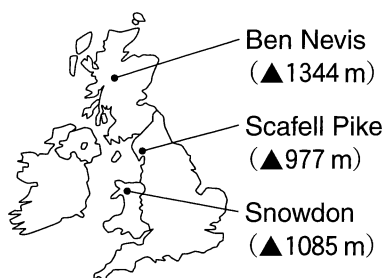 Ben Nevis
(▲1344 m)
Scafell Pike
(▲977 m)
Snowdon
(▲1085 m)